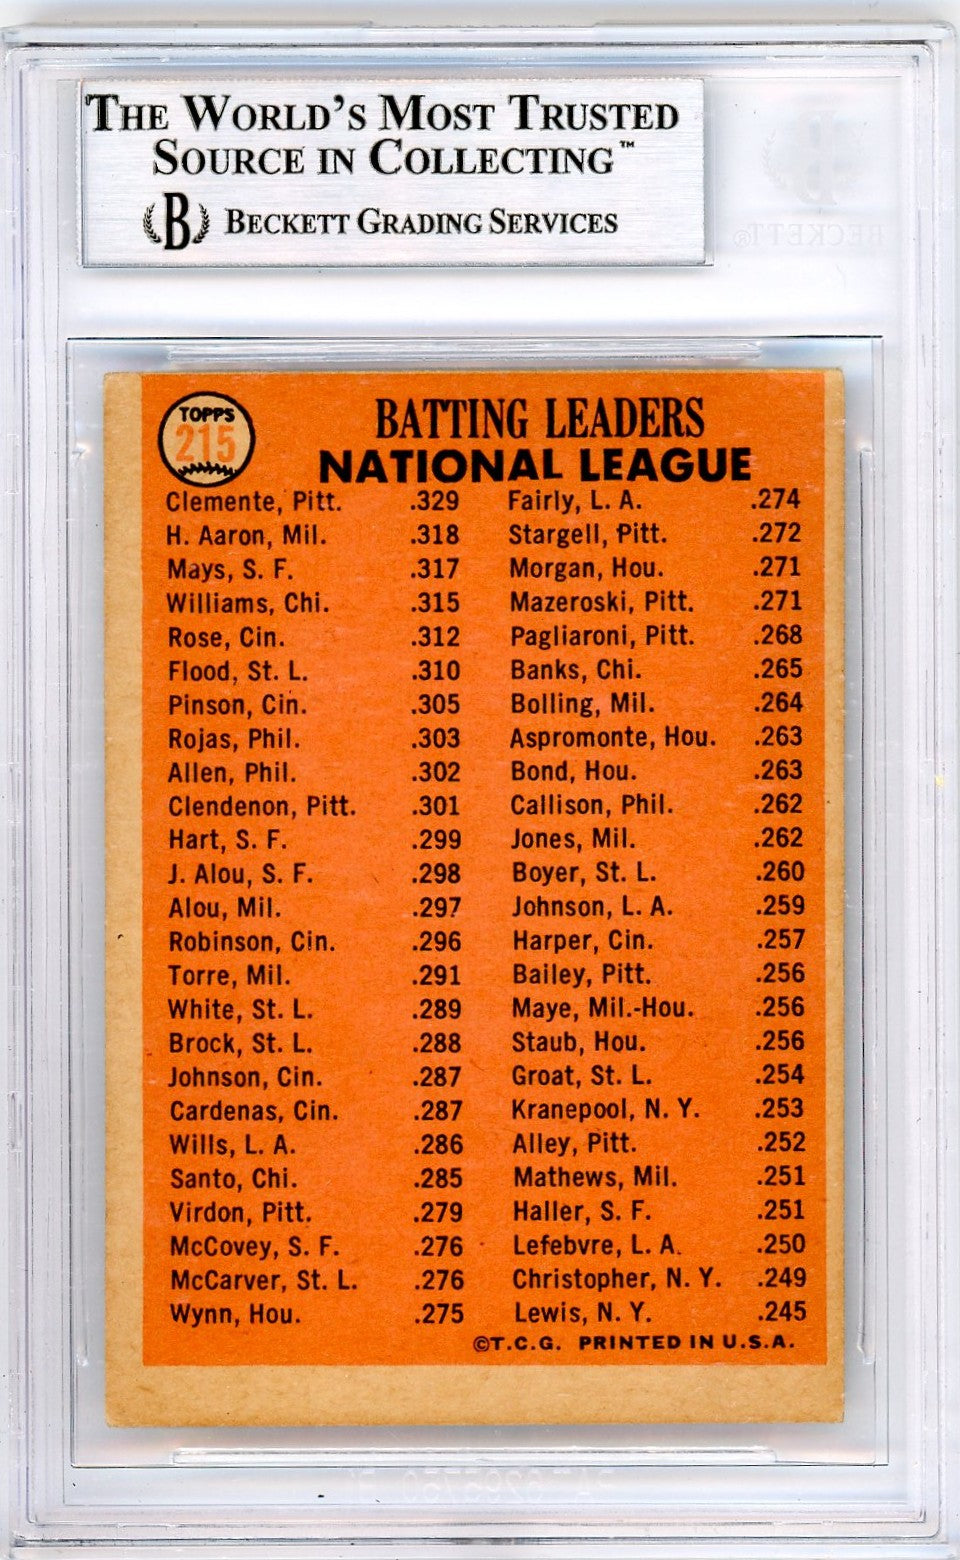 THE WORLD'S MOST TRUSTED
SOURCE IN COLLECTING™
B BECKETT GRADING SERVICES
BECKETT®
TOPPS
215
BATTING LEADERS
NATIONAL LEAGUE
Clemente, Pitt. .329
H. Aaron, Mil. .318
Mays, S. F. .317
Williams, Chi. .315
Rose, Cin. .312
Flood, St. L. .310
Pinson, Cin. .305
Rojas, Phil. .303
Allen, Phil. .302
Clendenon, Pitt. .301
Hart, S. F. .299
J. Alou, S. F. .298
Alou, Mil. .297
Robinson, Cin. .296
Torre, Mil. .291
White, St. L. .289
Brock, St. L. .288
Johnson, Cin. .287
Cardenas, Cin. .287
Wills, L. A. .286
Santo, Chi. .285
Virdon, Pitt. .279
McCovey, S. F. .276
McCarver, St. L. .276
Wynn, Hou. .275
Fairly, L. A. .274
Stargell, Pitt. .272
Morgan, Hou. .271
Mazeroski, Pitt. .271
Pagliaroni, Pitt. .268
Banks, Chi. .265
Bolling, Mil. .264
Aspromonte, Hou. .263
Bond, Hou. .263
Callison, Phil. .262
Jones, Mil. .262
Boyer, St. L. .260
Johnson, L. A. .259
Harper, Cin. .257
Bailey, Pitt. .256
Maye, Mil.-Hou. .256
Staub, Hou. .256
Groat, St. L. .254
Kranepool, N. Y. .253
Alley, Pitt. .252
Mathews, Mil. .251
Haller, S. F. .251
Lefebvre, L. A. .250
Christopher, N. Y. .249
Lewis, N. Y. .245
©T.C.G. PRINTED IN U.S.A.